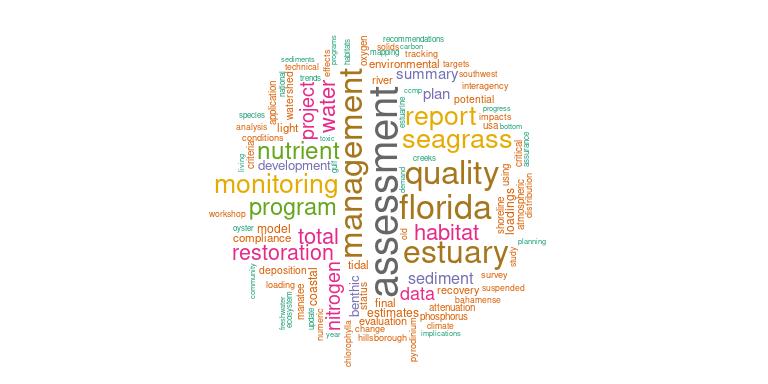 recommendations
solids carbon
mapping tracking
oxygen
habitats
programs
effects
sediments
technical
trends
national
watershed
application
environmental targets
river summary southwest
interagency
ccmp plan potential
project
water
management
assessment
estuarine
progress
report impacts
usa bottom
species
analysis light
conditions toxic
seagrass
critical
assurance
criteria
nutrient
development
living
gulf
creeks
quality
using
demand
monitoring
program
florida
shoreline
loadings
atmospheric
distribution
workshop
oyster model
compliance
total
restoration
old
habitat
planning
estuary
study
community
deposition
tidal
loading
coastal
manatee
ecosystem
freshwater
update
numeric
nitrogen
benthic
status
sediment survey
data recovery suspended
bahamense
final attenuation
estimates phosphorus
evaluation climate
change implications
year hillsborough
chlorophylla
pyrodinium